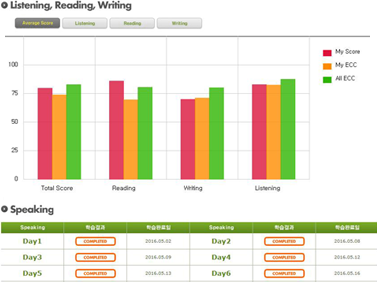 Listening, Reading, Writing
Average Score Listening Reading Writing
My Score
My ECC
All ECC
100
75
50
25
0
Total Score Reading Writing Listening
Speaking
Speaking 학습결과 학습완료일 Speaking 학습결과 학습완료일
Day1 COMPLETED 2016.05.02 Day2 COMPLETED 2016.05.08
Day3 COMPLETED 2016.05.09 Day4 COMPLETED 2016.05.12
Day5 COMPLETED 2016.05.13 Day6 COMPLETED 2016.05.16